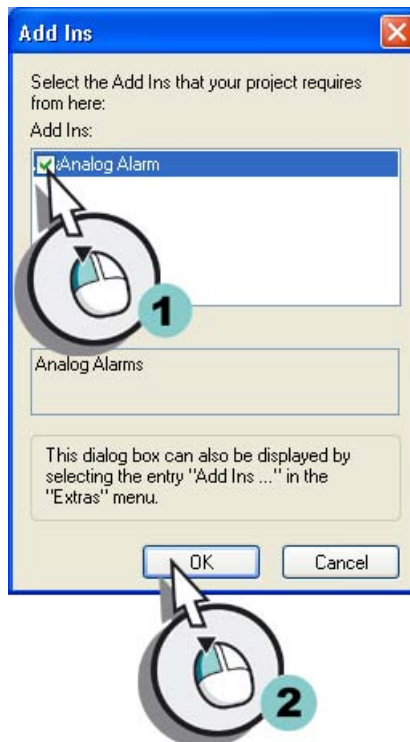 Add Ins
Select the Add Ins that your project requires
from here:
Add Ins:
Analog Alarm
1
Analog Alarms
This dialog box can also be displayed by
selecting the entry "Add Ins ..." in the
"Extras" menu.
OK
Cancel
2